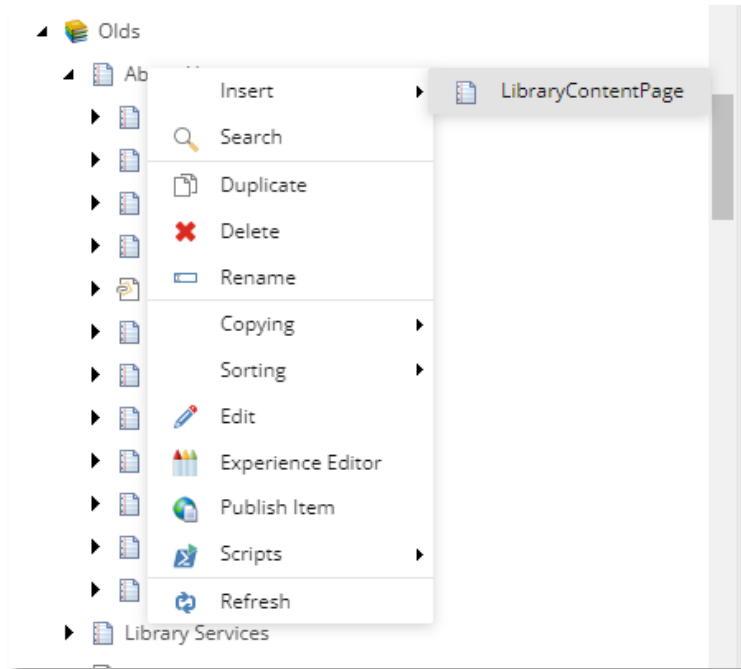 Olds
Insert
LibraryContentPage
Search
Duplicate
Delete
Rename
Copying
Sorting
Edit
Experience Editor
Publish Item
Scripts
Refresh
Library Services